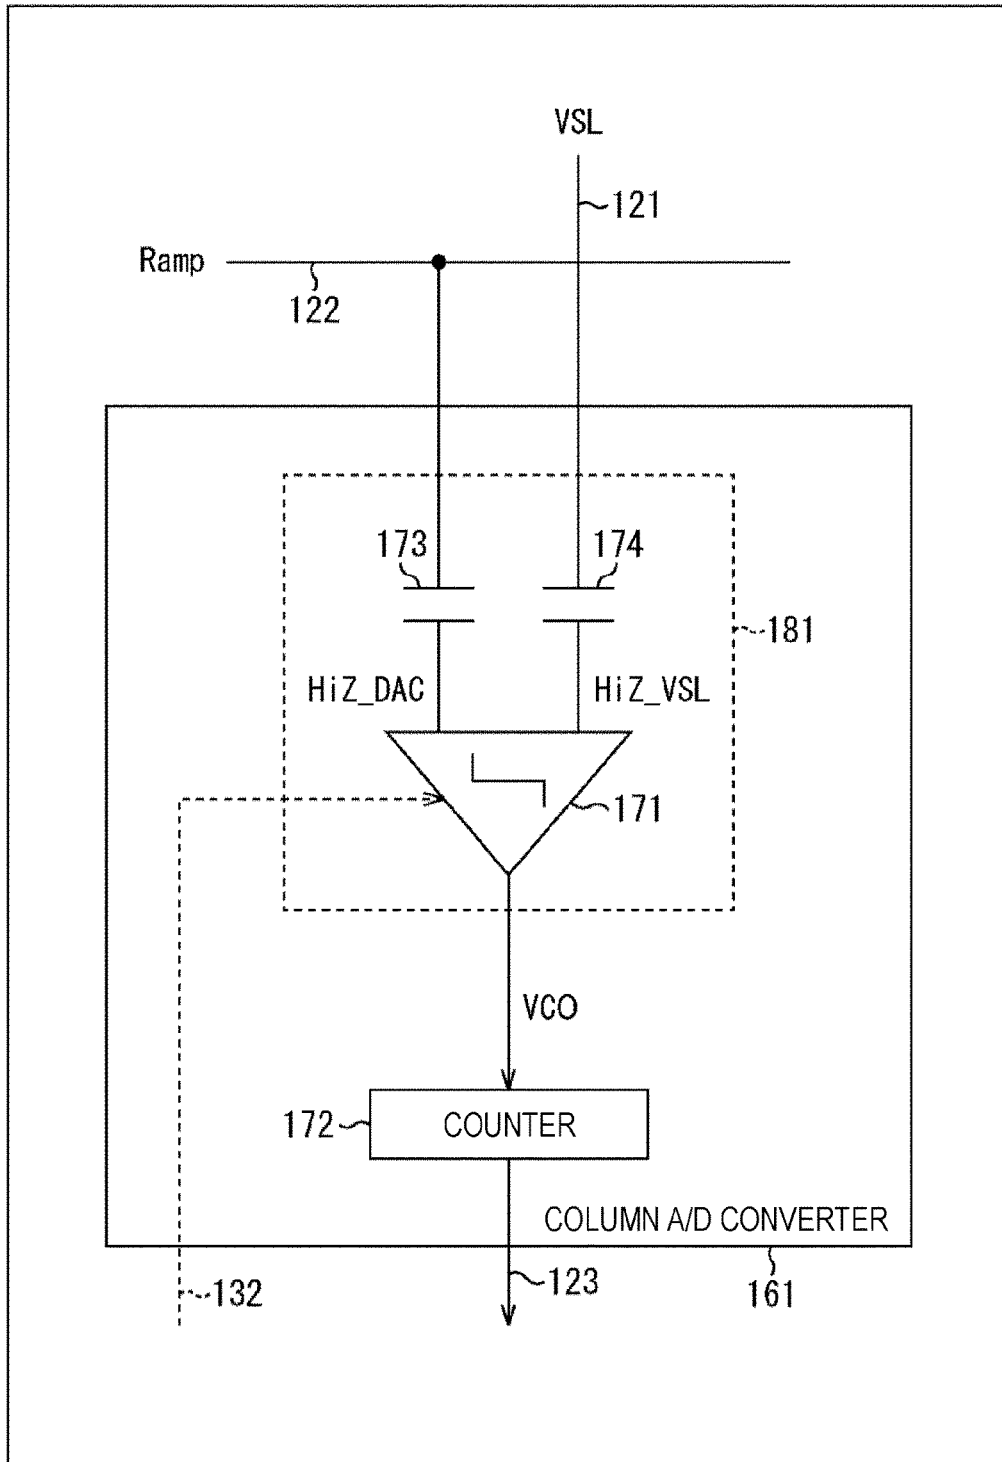 VSL
121
Ramp
122
173
174
181
HiZ_DAC
HiZ_VSL
171
VCO
172
COUNTER
COLUMN A/D CONVERTER
132
123
161